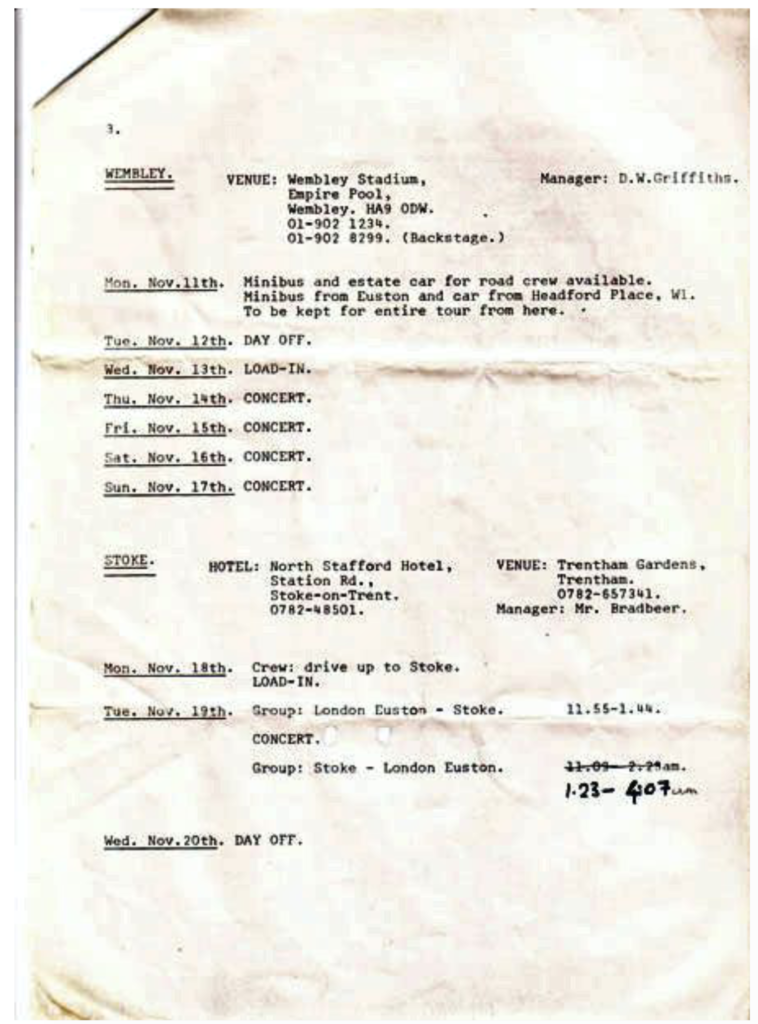 3.
WEMBLEY. VENUE: Wembley Stadium, Manager: D.W.Griffiths.
Empire Pool,
Wembley. HA9 ODW.
01-902 1234.
01-902 8299. (Backstage.)
Mon. Nov.11th. Minibus and estate car for road crew available.
Minibus from Euston and car from Headford Place, W1.
To be kept for entire tour from here.
Tue. Nov. 12th. DAY OFF.
Wed. Nov. 13th. LOAD-IN.
Thu. Nov. 14th. CONCERT.
Fri. Nov. 15th. CONCERT.
Sat. Nov. 16th. CONCERT.
Sun. Nov. 17th. CONCERT.
STOKE. HOTEL: North Stafford Hotel, VENUE: Trentham Gardens,
Station Rd., Trentham.
Stoke-on-Trent. 0782-657341.
0782-48501. Manager: Mr. Bradbeer.
Mon. Nov. 18th. Crew: drive up to Stoke.
LOAD-IN.
Tue. Nov. 19th. Group: London Euston - Stoke. 11.55-1.44.
CONCERT.
Group: Stoke - London Euston. 11.09- am.
1.23- 4.07am
Wed. Nov.20th. DAY OFF.